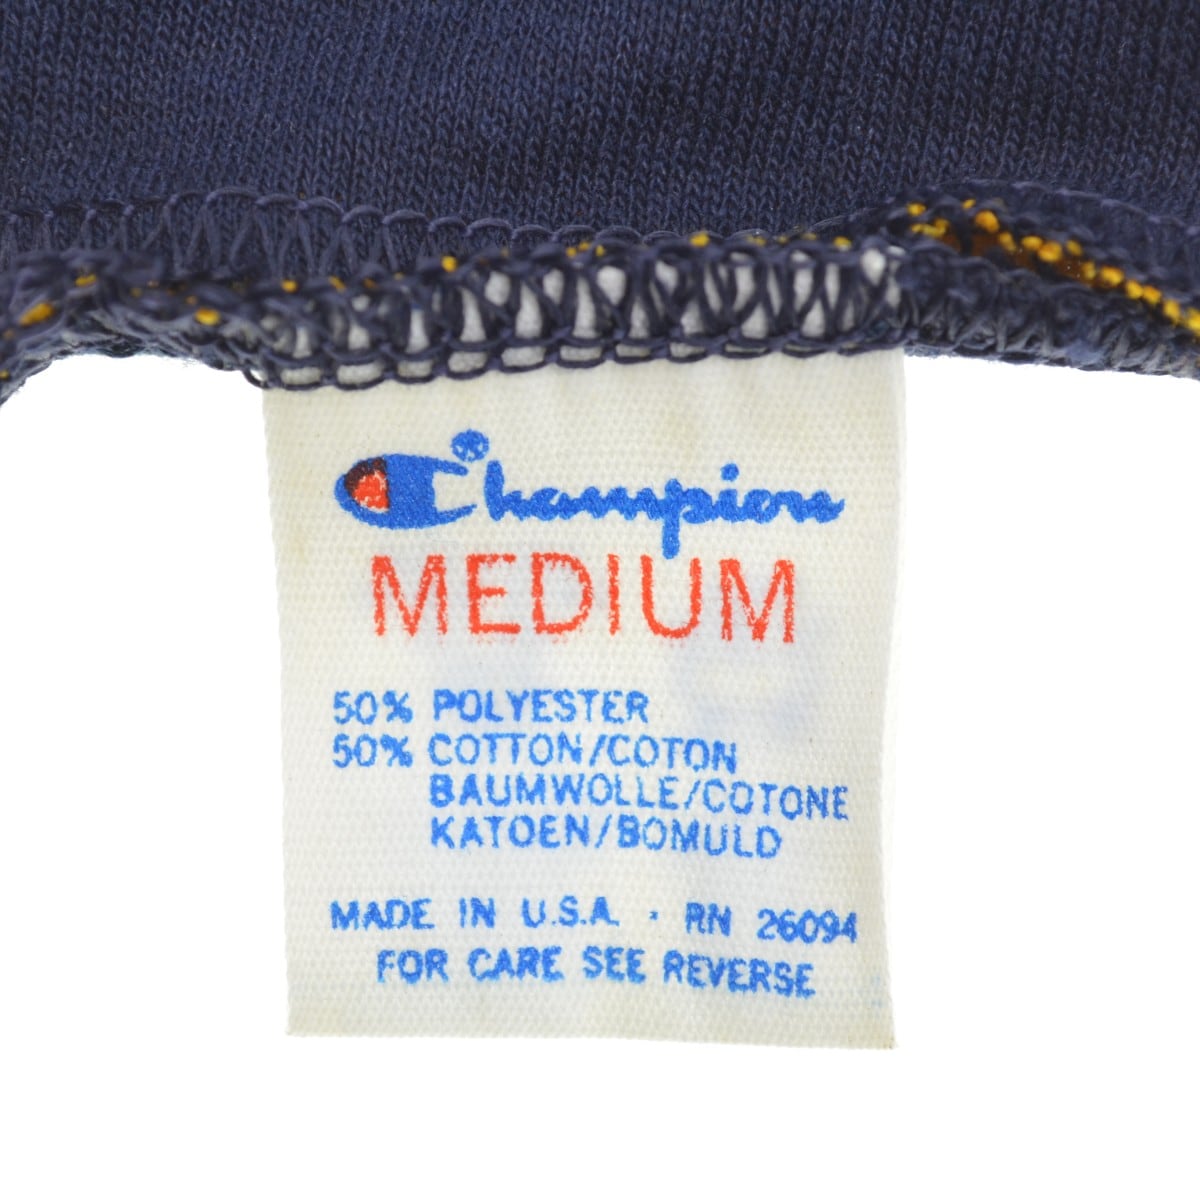 Champion®
MEDIUM
50% POLYESTER
50% COTTON/COTON
BAUMWOLLE/COTONE
KATOEN/BOMULD
MADE IN U.S.A. · RN 26094
FOR CARE SEE REVERSE